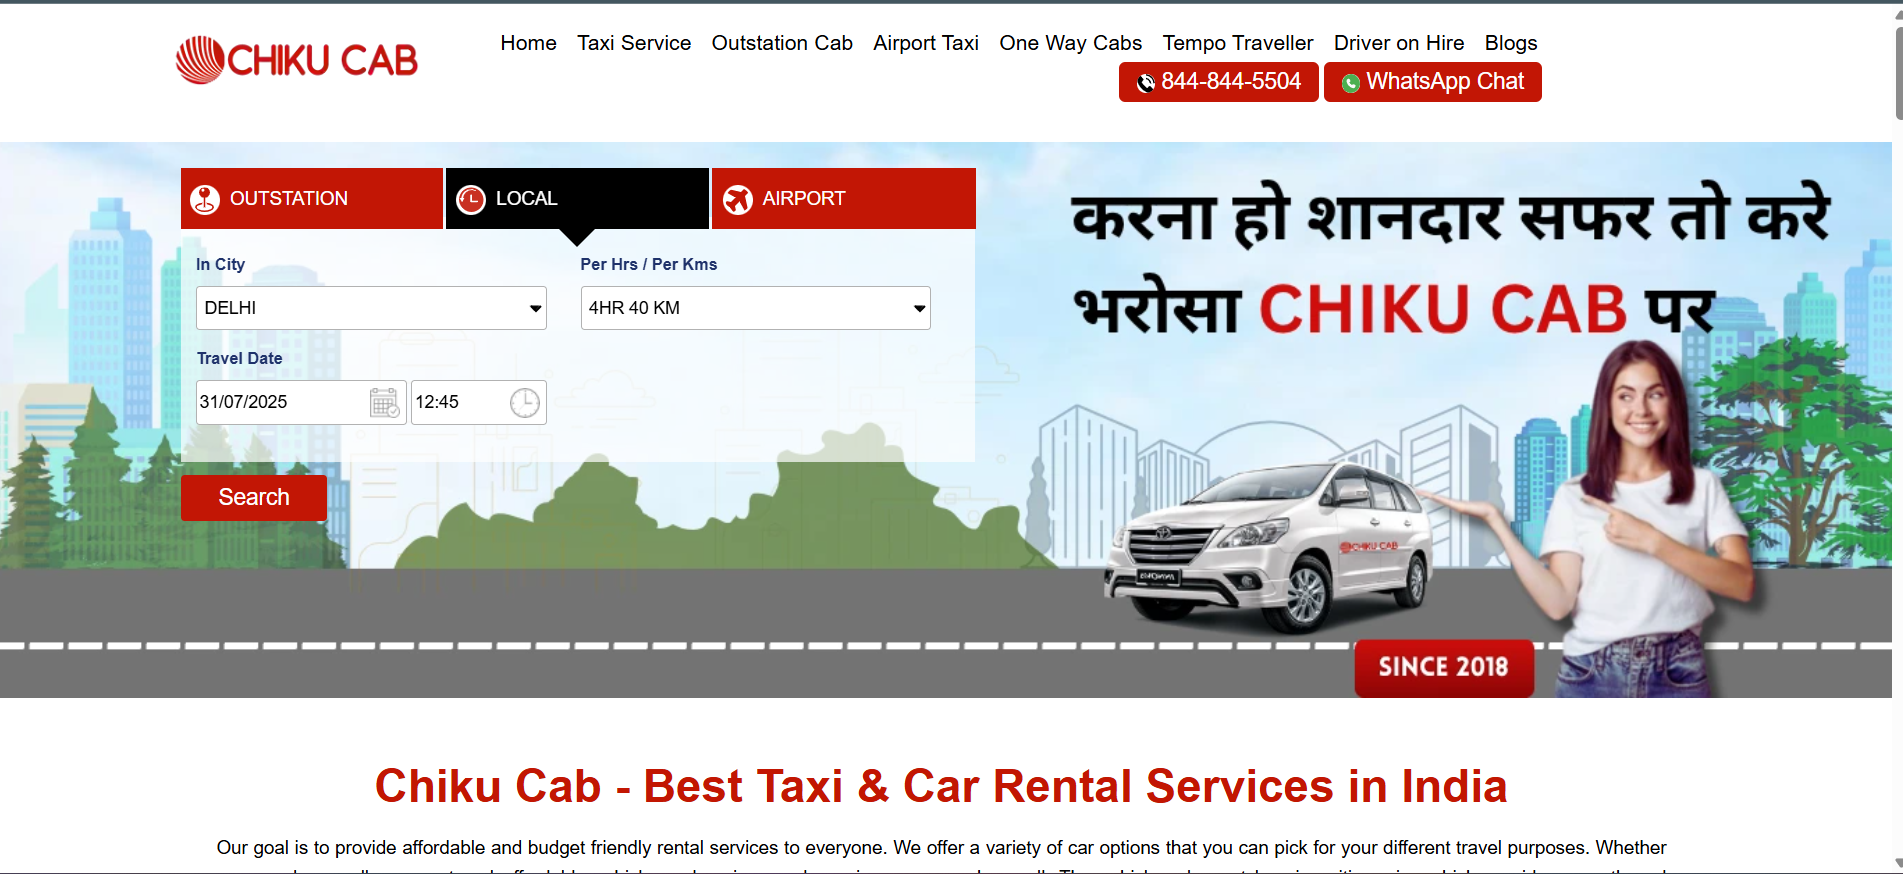 CHIKU CAB
Home Taxi Service Outstation Cab Airport Taxi One Way Cabs Tempo Traveller Driver on Hire Blogs
844-844-5504 WhatsApp Chat
OUTSTATION LOCAL AIRPORT
In City Per Hrs / Per Kms
DELHI 4HR 40 KM
Travel Date
31/07/2025 12:45
Search
करना हो शानदार सफर तो करे
भरोसा CHIKU CAB पर
CHIKU CAB
SINCE 2018
Chiku Cab - Best Taxi & Car Rental Services in India
Our goal is to provide affordable and budget friendly rental services to everyone. We offer a variety of car options that you can pick for your different travel purposes. Whether